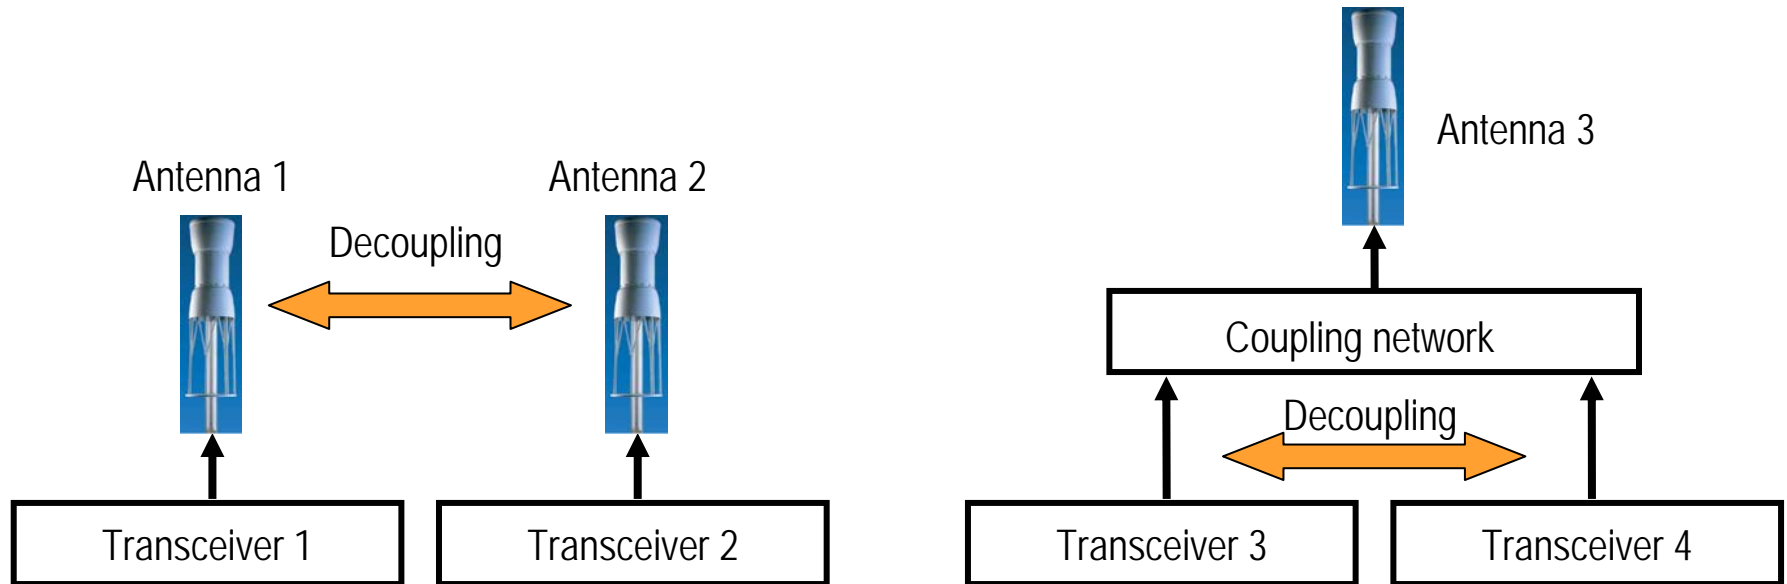 Antenna 1
Antenna 2
Decoupling
Transceiver 1
Transceiver 2
Antenna 3
Coupling network
Decoupling
Transceiver 3
Transceiver 4